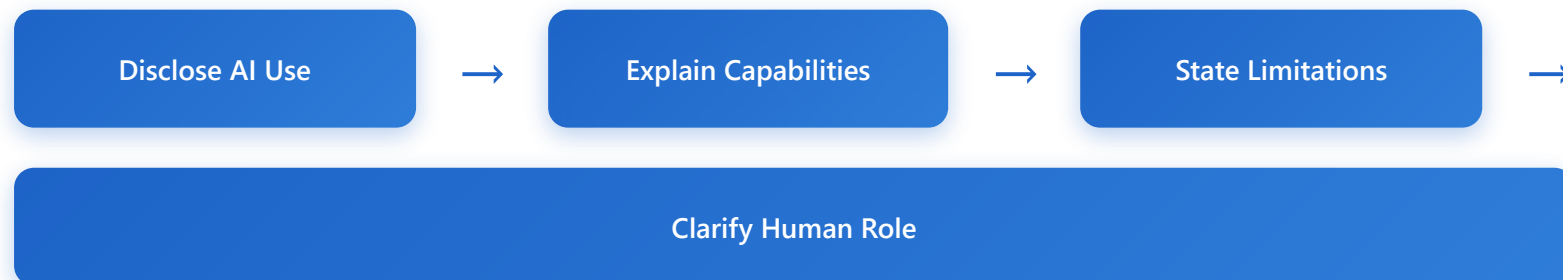 Disclose AI Use → Explain Capabilities → State Limitations →
Clarify Human Role